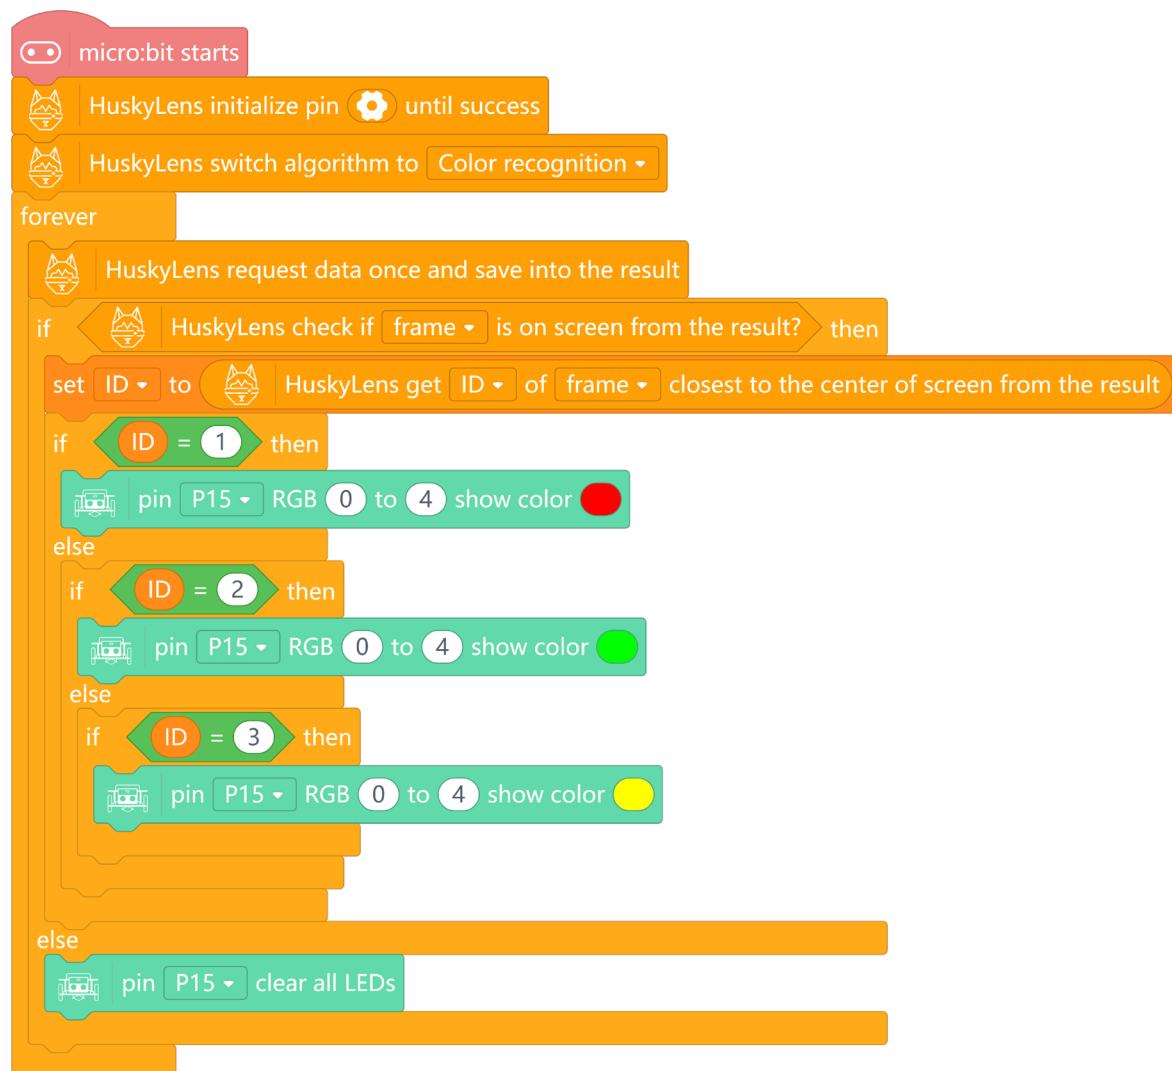 micro:bit starts
HuskyLens initialize pin until success
HuskyLens switch algorithm to Color recognition
forever
HuskyLens request data once and save into the result
if HuskyLens check if frame is on screen from the result? then
set ID to HuskyLens get ID of frame closest to the center of screen from the result
if ID = 1 then
pin P15 RGB 0 to 4 show color
else
if ID = 2 then
pin P15 RGB 0 to 4 show color
else
if ID = 3 then
pin P15 RGB 0 to 4 show color
else
pin P15 clear all LEDs